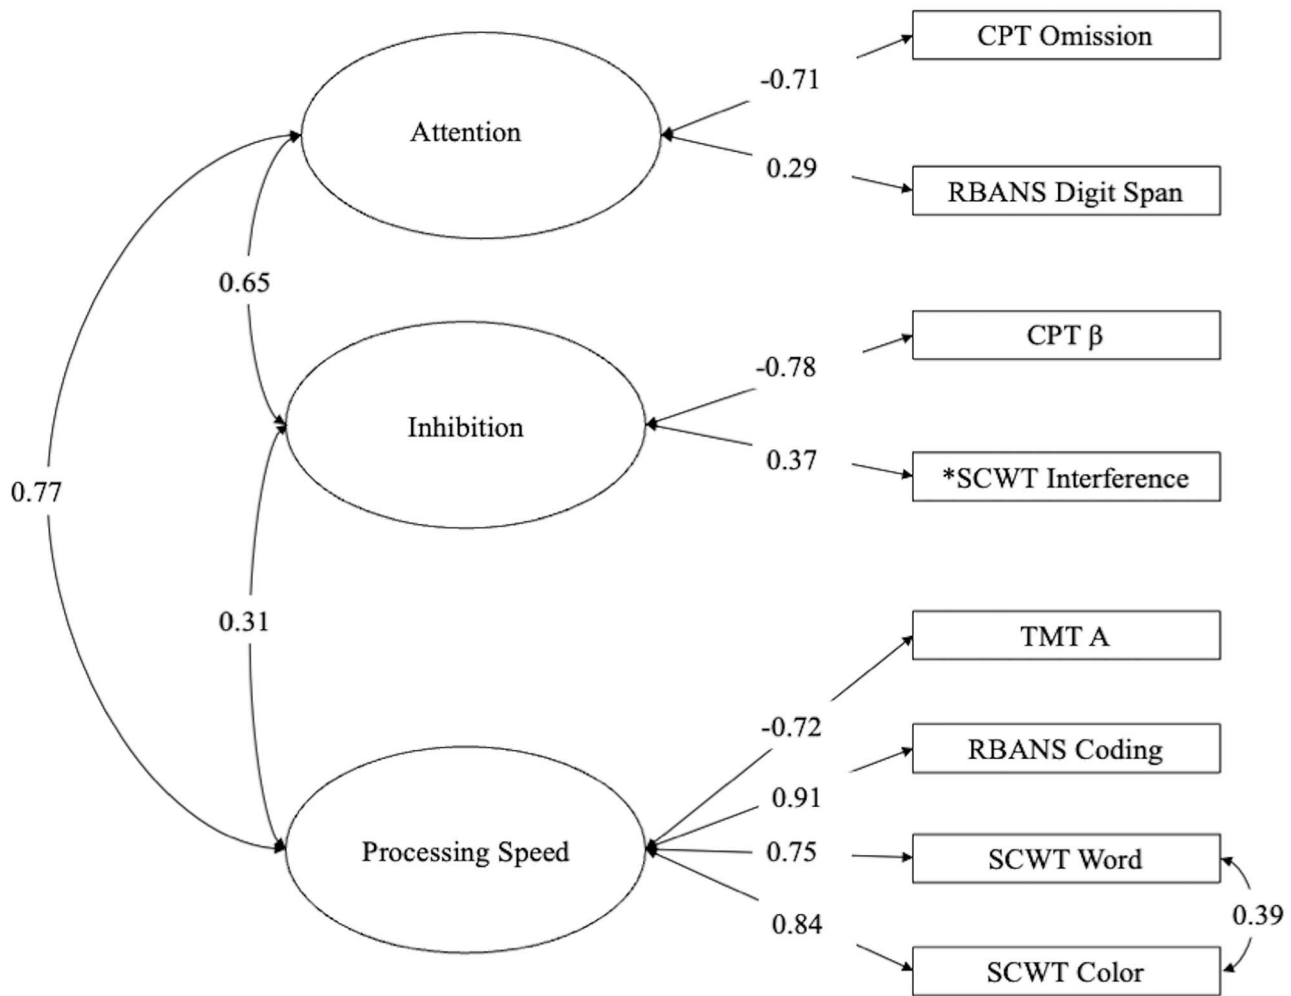 CPT Omission
-0.71
Attention
0.29
RBANS Digit Span
0.65
CPT β
-0.78
Inhibition
0.37
*SCWT Interference
0.77
0.31
TMT A
-0.72
RBANS Coding
0.91
Processing Speed
0.75
SCWT Word
0.39
0.84
SCWT Color